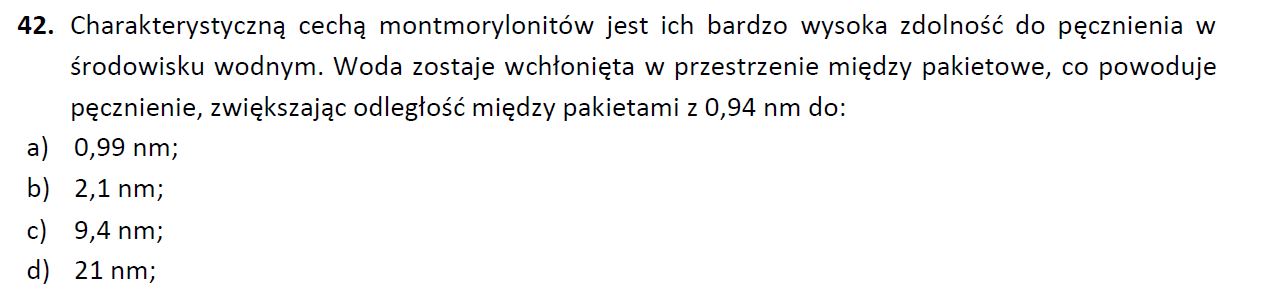 42. Charakterystyczną cechą montmorylonitów jest ich bardzo wysoka zdolność do pęcznienia w
środowisku wodnym. Woda zostaje wchłonięta w przestrzenie między pakietowe, co powoduje
pęcznienie, zwiększając odległość między pakietami z 0,94 nm do:
a) 0,99 nm;
b) 2,1 nm;
c) 9,4 nm;
d) 21 nm;